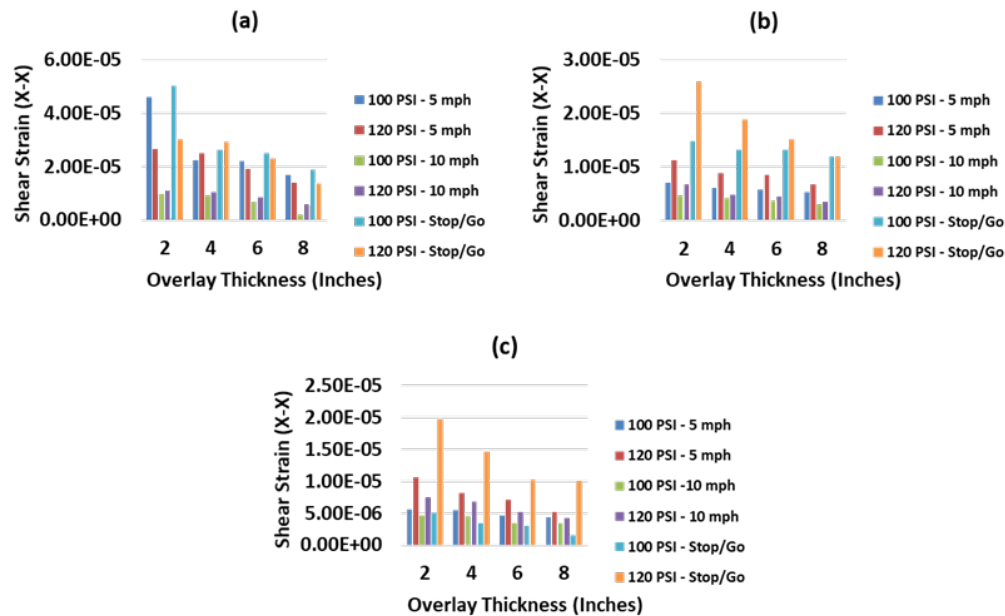 (a)
Shear Strain (X-X)
6.00E-05
4.00E-05
2.00E-05
0.00E+00
2 4 6 8
Overlay Thickness (Inches)
100 PSI - 5 mph
120 PSI - 5 mph
100 PSI - 10 mph
120 PSI - 10 mph
100 PSI - Stop/Go
120 PSI - Stop/Go
(b)
Shear Strain (X-X)
3.00E-05
2.00E-05
1.00E-05
0.00E+00
2 4 6 8
Overlay Thickness (Inches)
100 PSI - 5 mph
120 PSI - 5 mph
100 PSI - 10 mph
120 PSI - 10 mph
100 PSI - Stop/Go
120 PSI - Stop/Go
(c)
Shear Strain (X-X)
2.50E-05
2.00E-05
1.50E-05
1.00E-05
5.00E-06
0.00E+00
2 4 6 8
Overlay Thickness (Inches)
100 PSI - 5 mph
120 PSI - 5 mph
100 PSI -10 mph
120 PSI - 10 mph
100 PSI - Stop/Go
120 PSI - Stop/Go